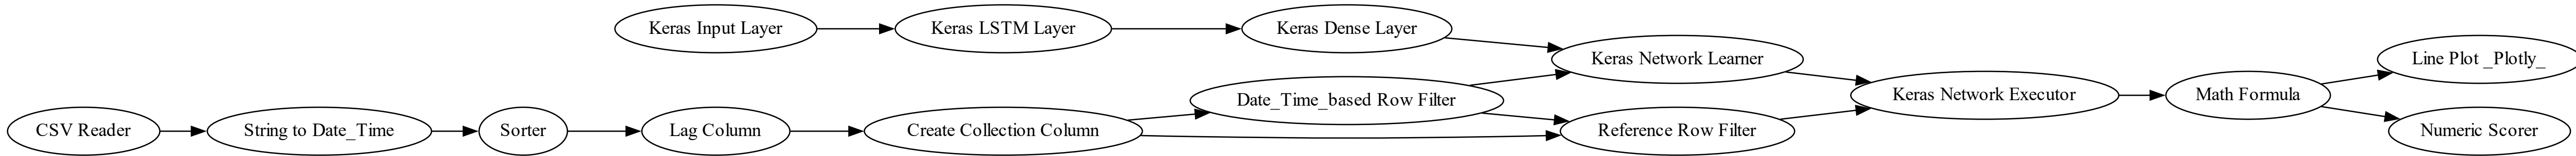 Keras Input Layer
Keras LSTM Layer
Keras Dense Layer
Keras Network Learner
Line Plot _Plotly_
Date_Time_based Row Filter
Keras Network Executor
Math Formula
CSV Reader
String to Date_Time
Sorter
Lag Column
Create Collection Column
Reference Row Filter
Numeric Scorer